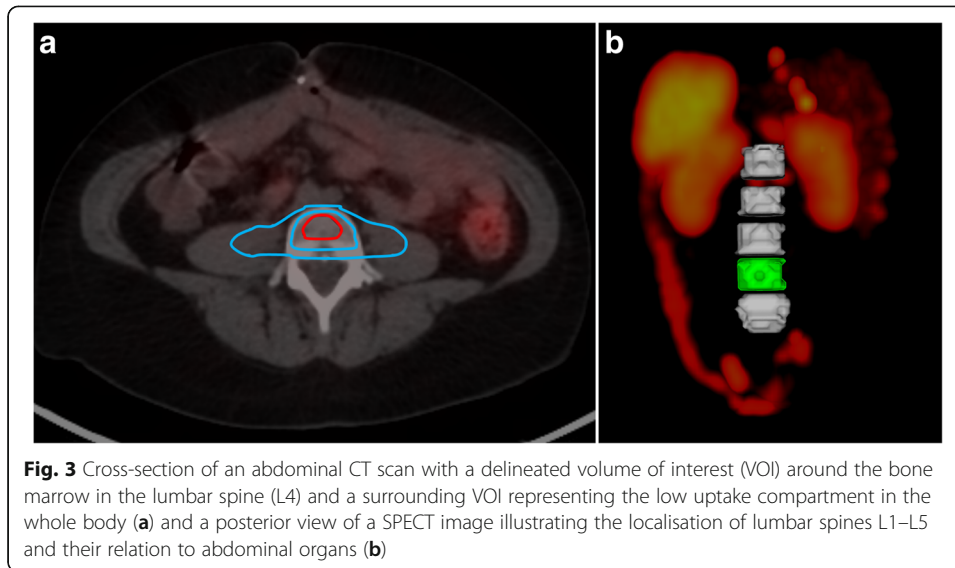 a
b
Fig. 3 Cross-section of an abdominal CT scan with a delineated volume of interest (VOI) around the bone
marrow in the lumbar spine (L4) and a surrounding VOI representing the low uptake compartment in the
whole body (a) and a posterior view of a SPECT image illustrating the localisation of lumbar spines L1–L5
and their relation to abdominal organs (b)